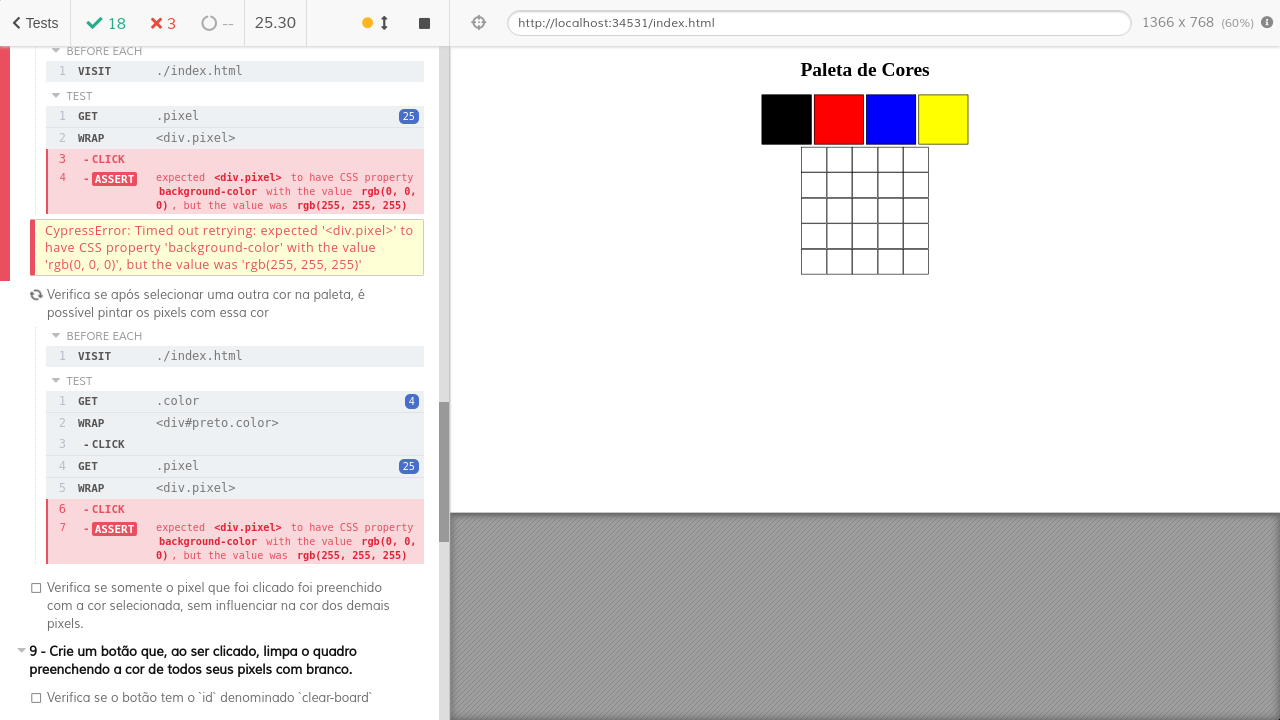 Tests 18 3 -- 25.30
http://localhost:34531/index.html 1366 x 768 (60%)
BEFORE EACH
1 VISIT ./index.html
TEST
1 GET .pixel 25
2 WRAP <div.pixel>
3 -CLICK
4 -ASSERT expected <div.pixel> to have CSS property
background-color with the value rgb(0, 0,
0), but the value was rgb(255, 255, 255)
CypressError: Timed out retrying: expected '<div.pixel>' to
have CSS property 'background-color' with the value
'rgb(0, 0, 0)', but the value was 'rgb(255, 255, 255)'
Verifica se após selecionar uma outra cor na paleta, é
possível pintar os pixels com essa cor
BEFORE EACH
1 VISIT ./index.html
TEST
1 GET .color 4
2 WRAP <div#preto.color>
3 -CLICK
4 GET .pixel 25
5 WRAP <div.pixel>
6 -CLICK
7 -ASSERT expected <div.pixel> to have CSS property
background-color with the value rgb(0, 0,
0), but the value was rgb(255, 255, 255)
Verifica se somente o pixel que foi clicado foi preenchido
com a cor selecionada, sem influenciar na cor dos demais
pixels.
9 - Crie um botão que, ao ser clicado, limpa o quadro
preenchendo a cor de todos seus pixels com branco.
Verifica se o botão tem o `id` denominado `clear-board`
Paleta de Cores